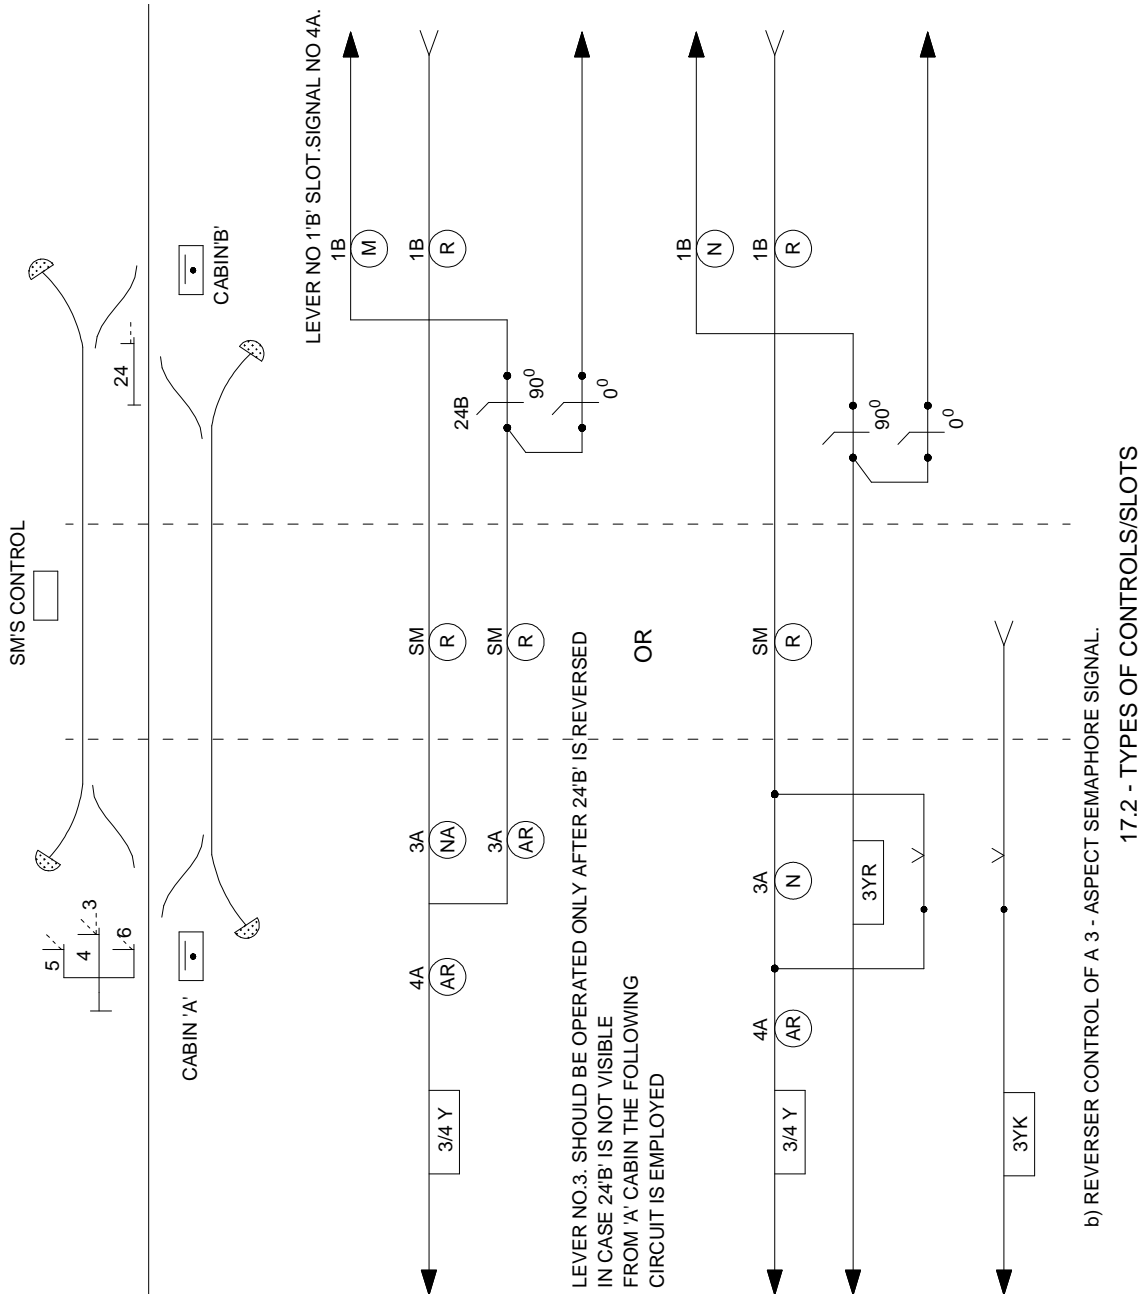 SM'S CONTROL
5
4
3
6
24
CABIN 'A'
CABIN'B'
LEVER NO 1'B' SLOT.SIGNAL NO 4A.
1B
M
3/4 Y
4A
AR
3A
NA
SM
R
1B
R
3A
AR
SM
R
24B
90⁰
0⁰
LEVER NO.3. SHOULD BE OPERATED ONLY AFTER 24'B' IS REVERSED
IN CASE 24'B' IS NOT VISIBLE
FROM 'A' CABIN THE FOLLOWING
CIRCUIT IS EMPLOYED
OR
1B
N
3/4 Y
4A
AR
3A
N
SM
R
1B
R
3YR
90⁰
0⁰
3YK
b) REVERSER CONTROL OF A 3 - ASPECT SEMAPHORE SIGNAL.
17.2 - TYPES OF CONTROLS/SLOTS